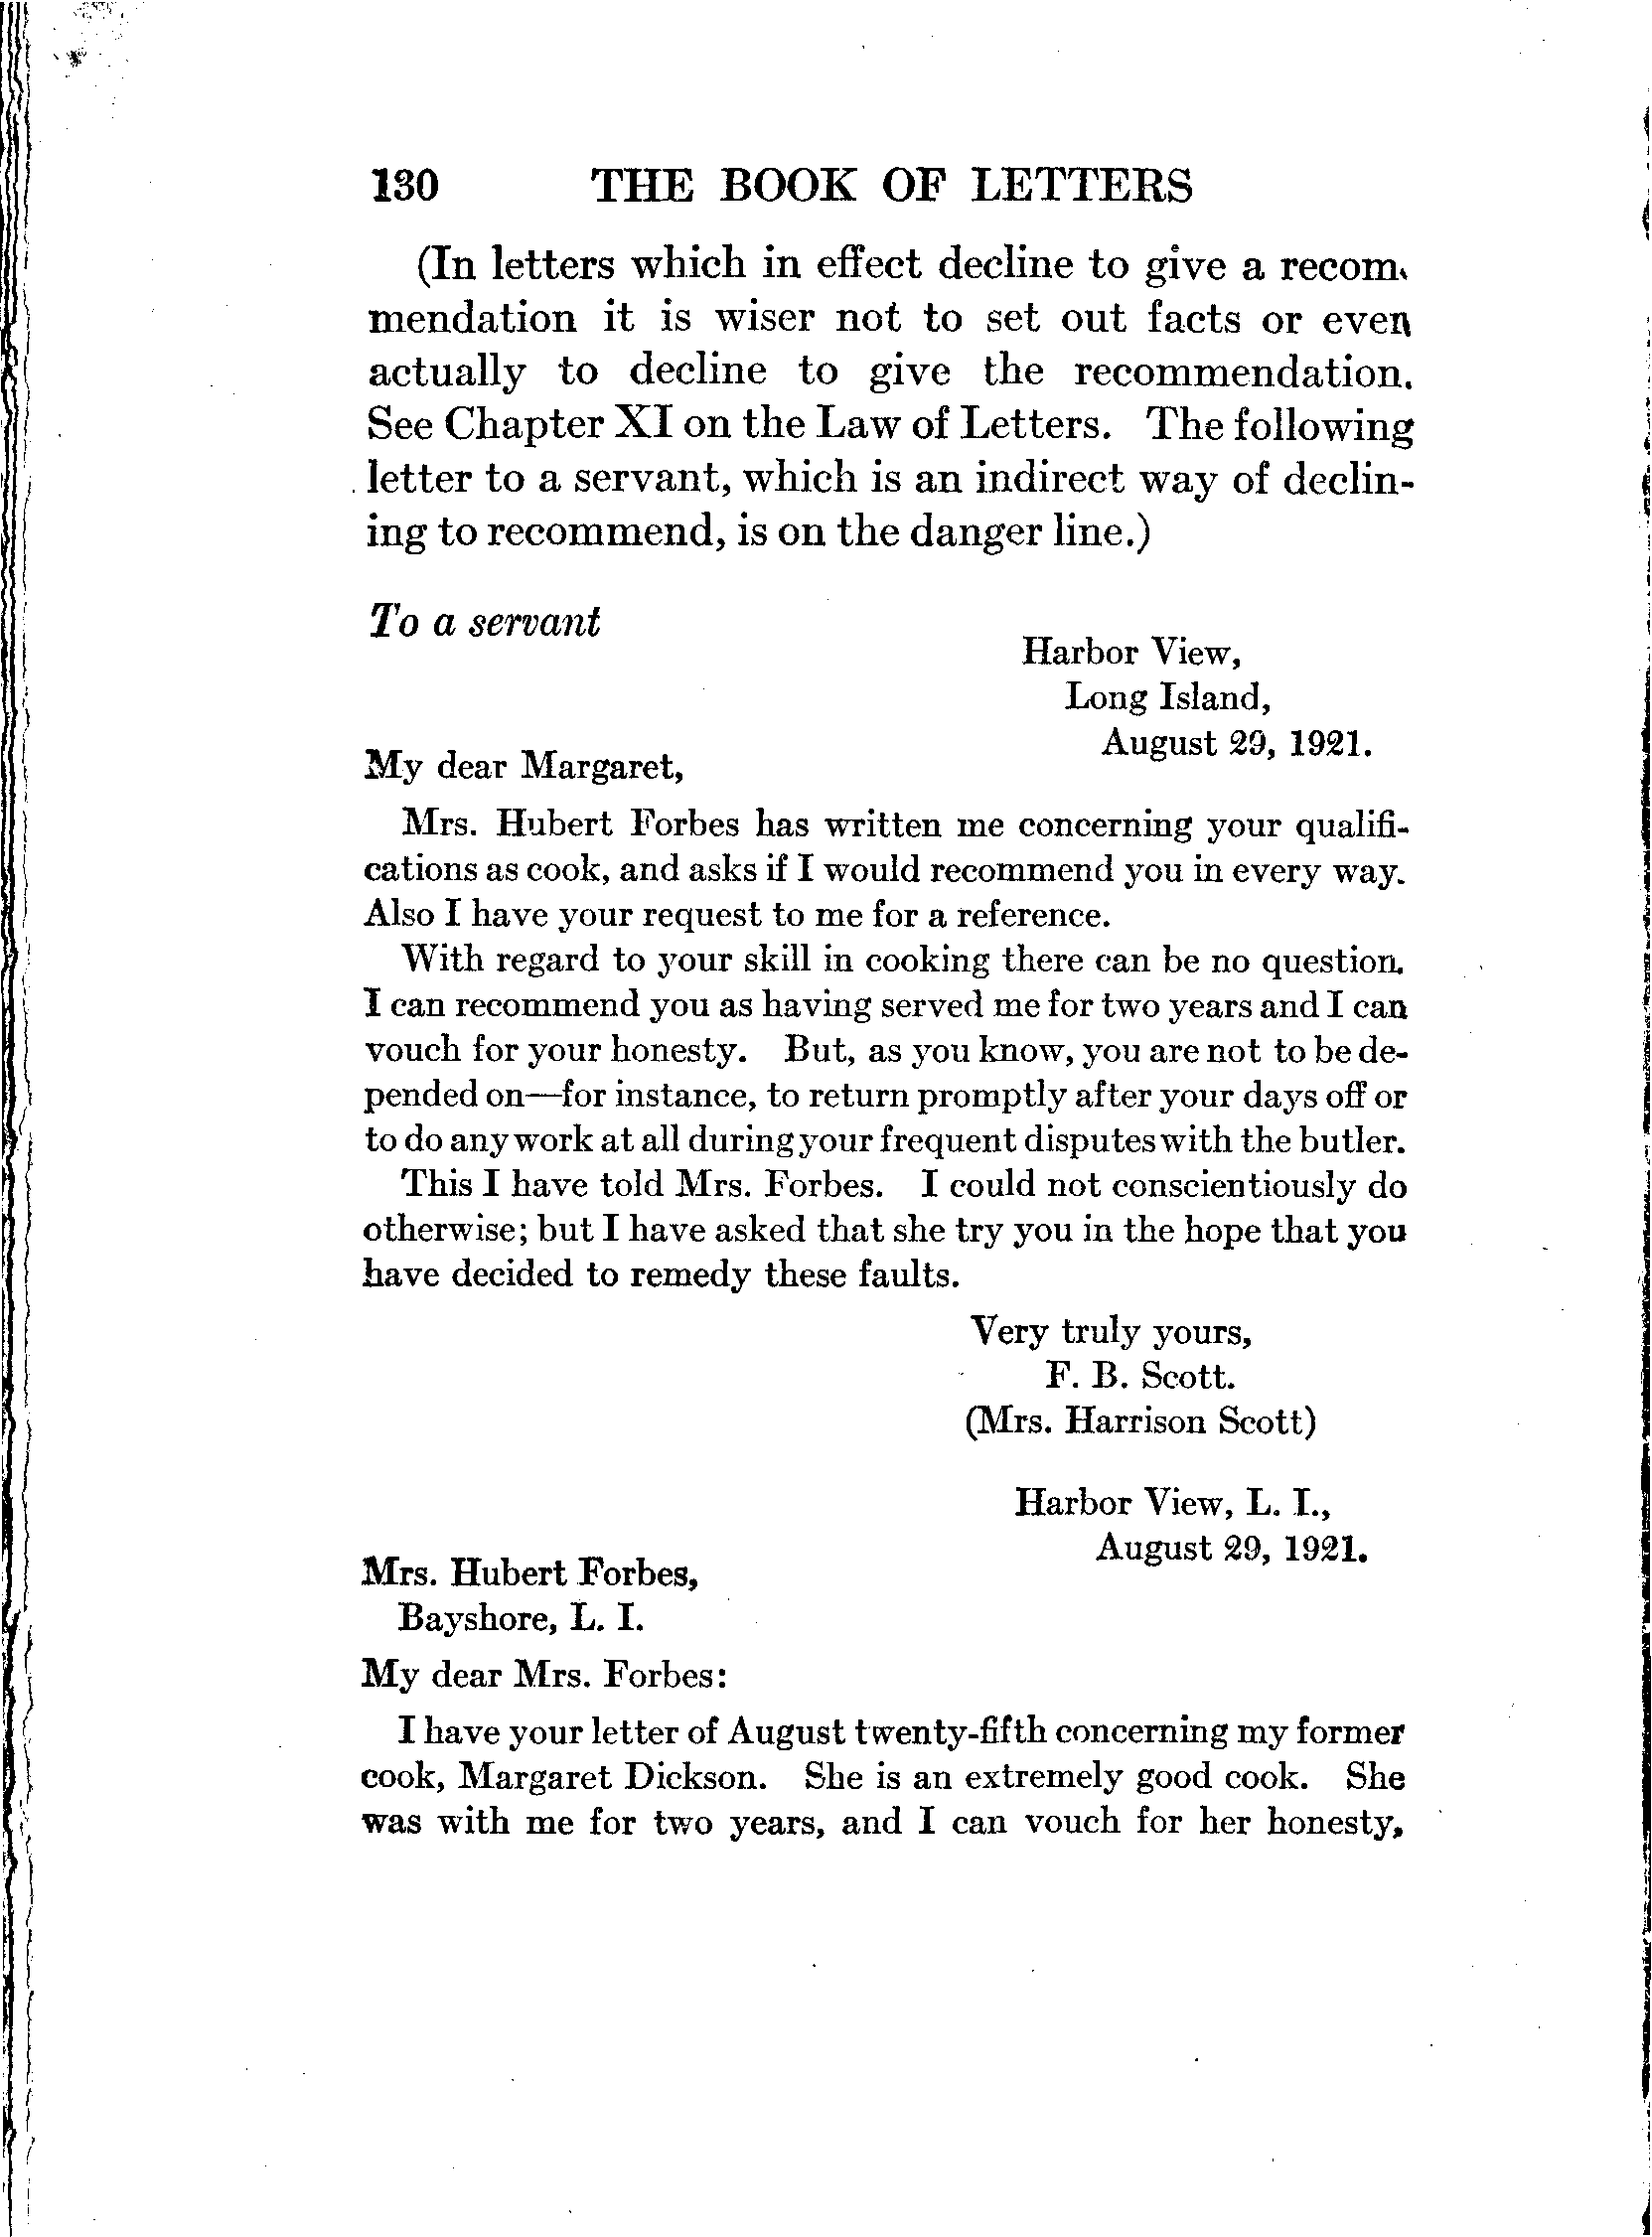 130 THE BOOK OF LETTERS
(In letters which in effect decline to give a recom-
mendation it is wiser not to set out facts or even
actually to decline to give the recommendation.
See Chapter XI on the Law of Letters. The following
letter to a servant, which is an indirect way of declin-
ing to recommend, is on the danger line.)
To a servant
Harbor View,
Long Island,
August 29, 1921.
My dear Margaret,
Mrs. Hubert Forbes has written me concerning your qualifi-
cations as cook, and asks if I would recommend you in every way.
Also I have your request to me for a reference.
With regard to your skill in cooking there can be no question.
I can recommend you as having served me for two years and I can
vouch for your honesty. But, as you know, you are not to be de-
pended on—for instance, to return promptly after your days off or
to do any work at all during your frequent disputes with the butler.
This I have told Mrs. Forbes. I could not conscientiously do
otherwise; but I have asked that she try you in the hope that you
have decided to remedy these faults.
Very truly yours,
F. B. Scott.
(Mrs. Harrison Scott)
Harbor View, L. I.,
August 29, 1921.
Mrs. Hubert Forbes,
Bayshore, L. I.
My dear Mrs. Forbes:
I have your letter of August twenty-fifth concerning my former
cook, Margaret Dickson. She is an extremely good cook. She
was with me for two years, and I can vouch for her honesty,